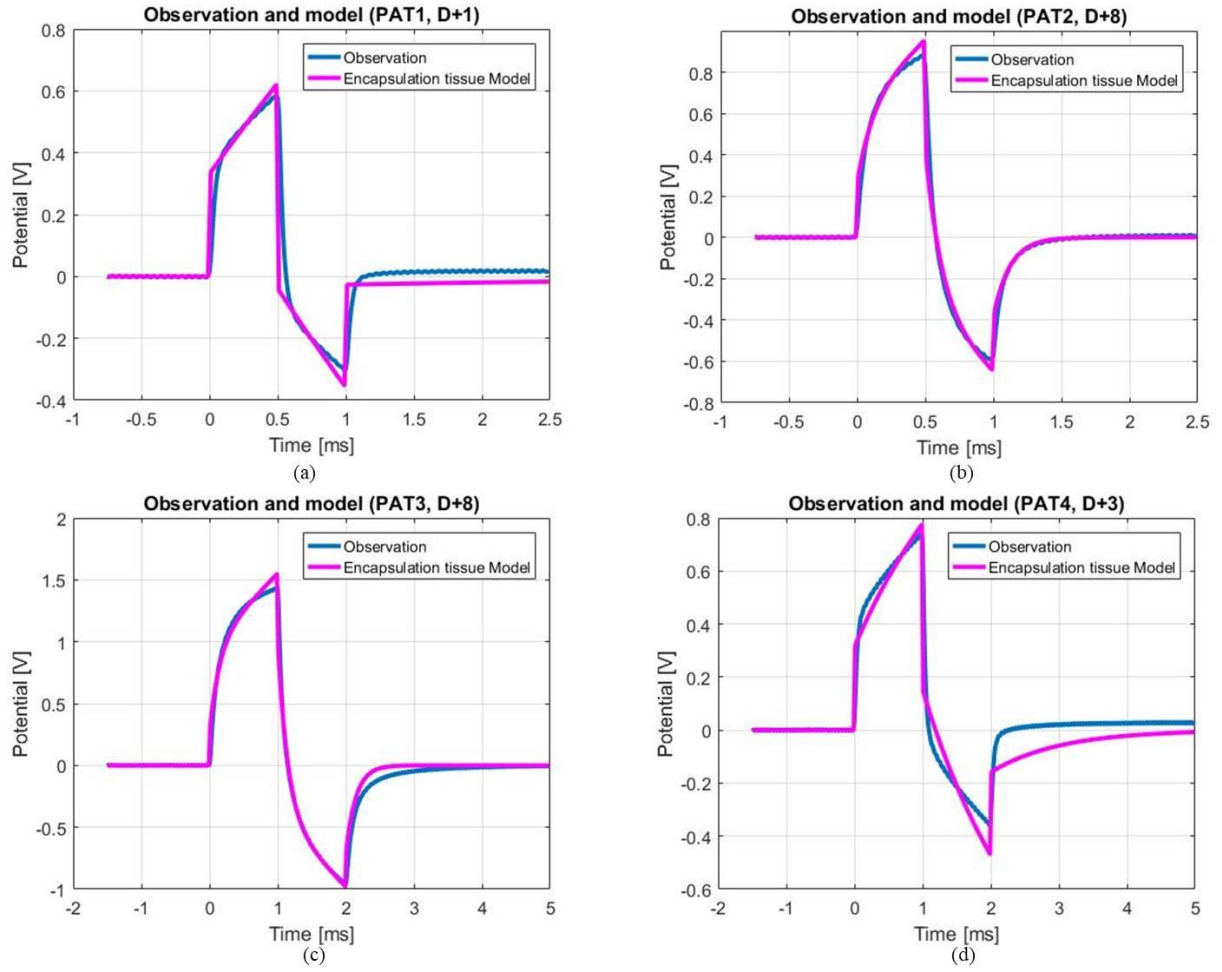 Observation and model (PAT1, D+1)
0.8
0.6
0.4
0.2
0
-0.2
-0.4
Potential [V]
Observation
Encapsulation tissue Model
-1
-0.5
0
0.5
1
1.5
2
2.5
Time [ms]
(a)
Observation and model (PAT2, D+8)
0.8
0.6
0.4
0.2
0
-0.2
-0.4
-0.6
-0.8
Potential [V]
Observation
Encapsulation tissue Model
-1
-0.5
0
0.5
1
1.5
2
2.5
Time [ms]
(b)
Observation and model (PAT3, D+8)
2
1.5
1
0.5
0
-0.5
-1
Potential [V]
Observation
Encapsulation tissue Model
-2
-1
0
1
2
3
4
5
Time [ms]
(c)
Observation and model (PAT4, D+3)
0.8
0.6
0.4
0.2
0
-0.2
-0.4
-0.6
Potential [V]
Observation
Encapsulation tissue Model
-2
-1
0
1
2
3
4
5
Time [ms]
(d)